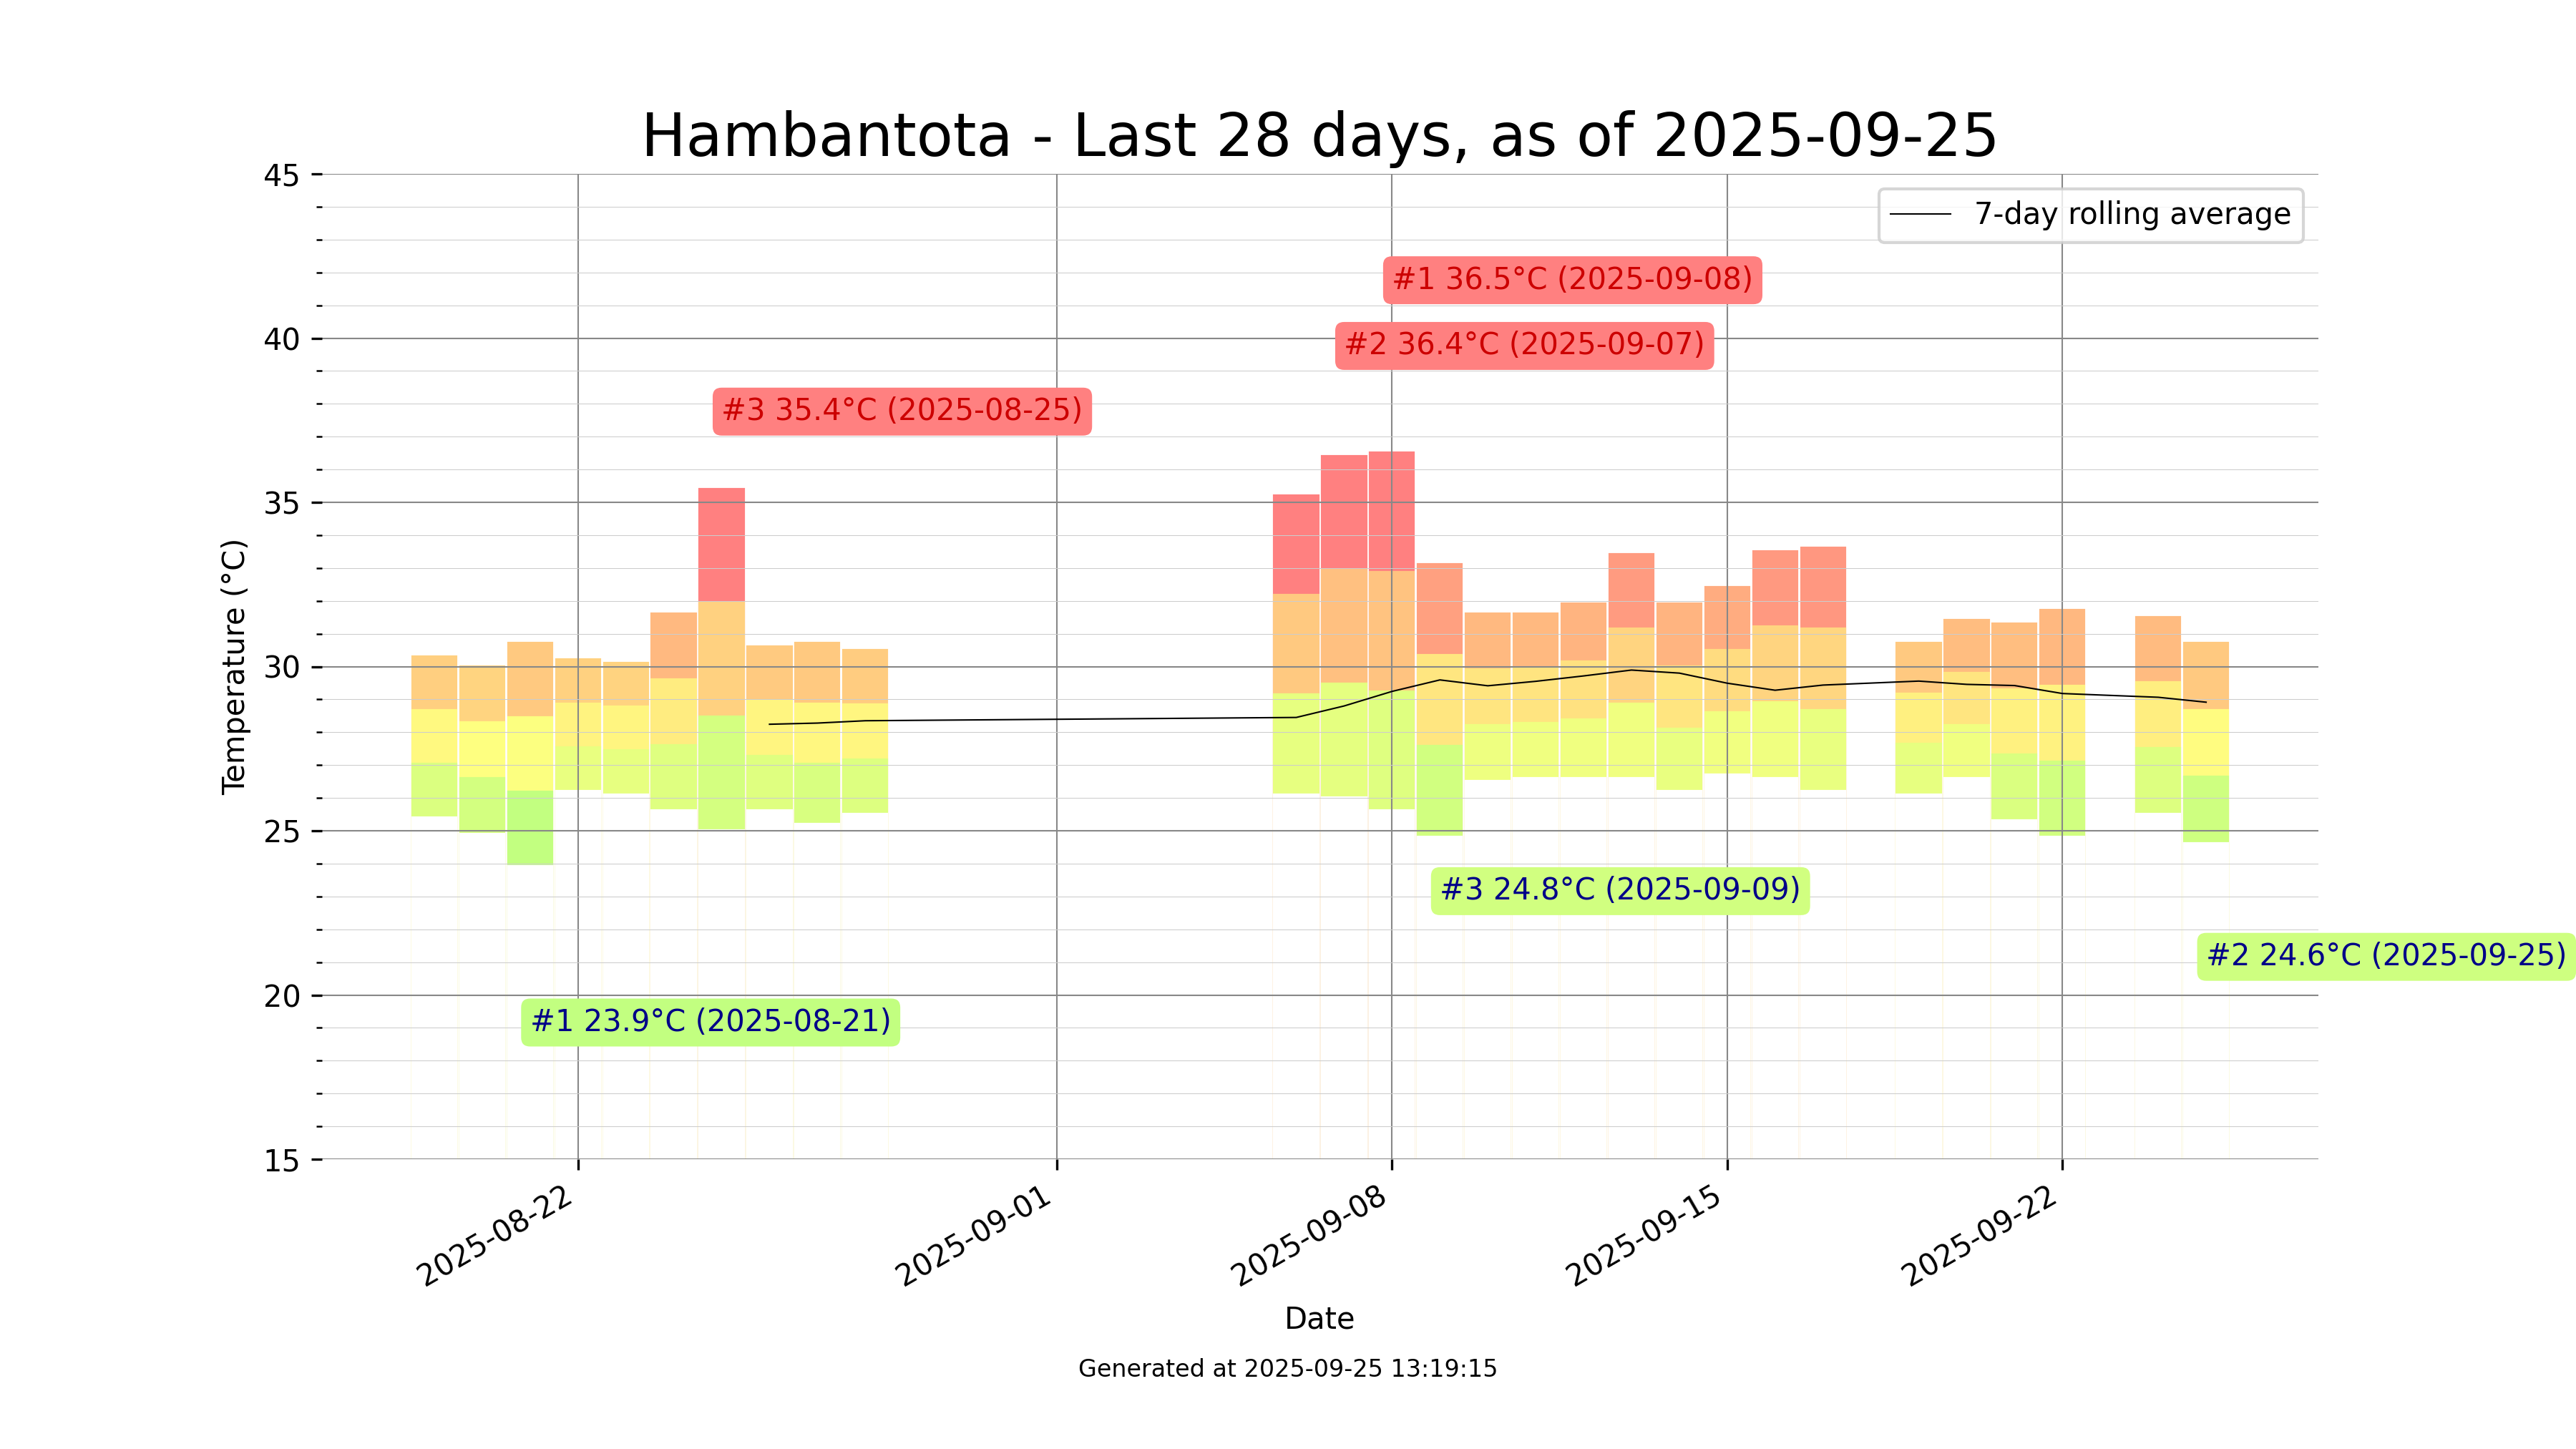 Hambantota - Last 28 days, as of 2025-09-25
45
7-day rolling average
#1 36.5°C (2025-09-08)
40
#2 36.4°C (2025-09-07)
#3 35.4°C (2025-08-25)
35
Temperature (°C)
30
25
#3 24.8°C (2025-09-09)
#2 24.6°C (2025-09-25)
20
#1 23.9°C (2025-08-21)
15
2025-08-22
2025-09-01
2025-09-08
2025-09-15
2025-09-22
Date
Generated at 2025-09-25 13:19:15